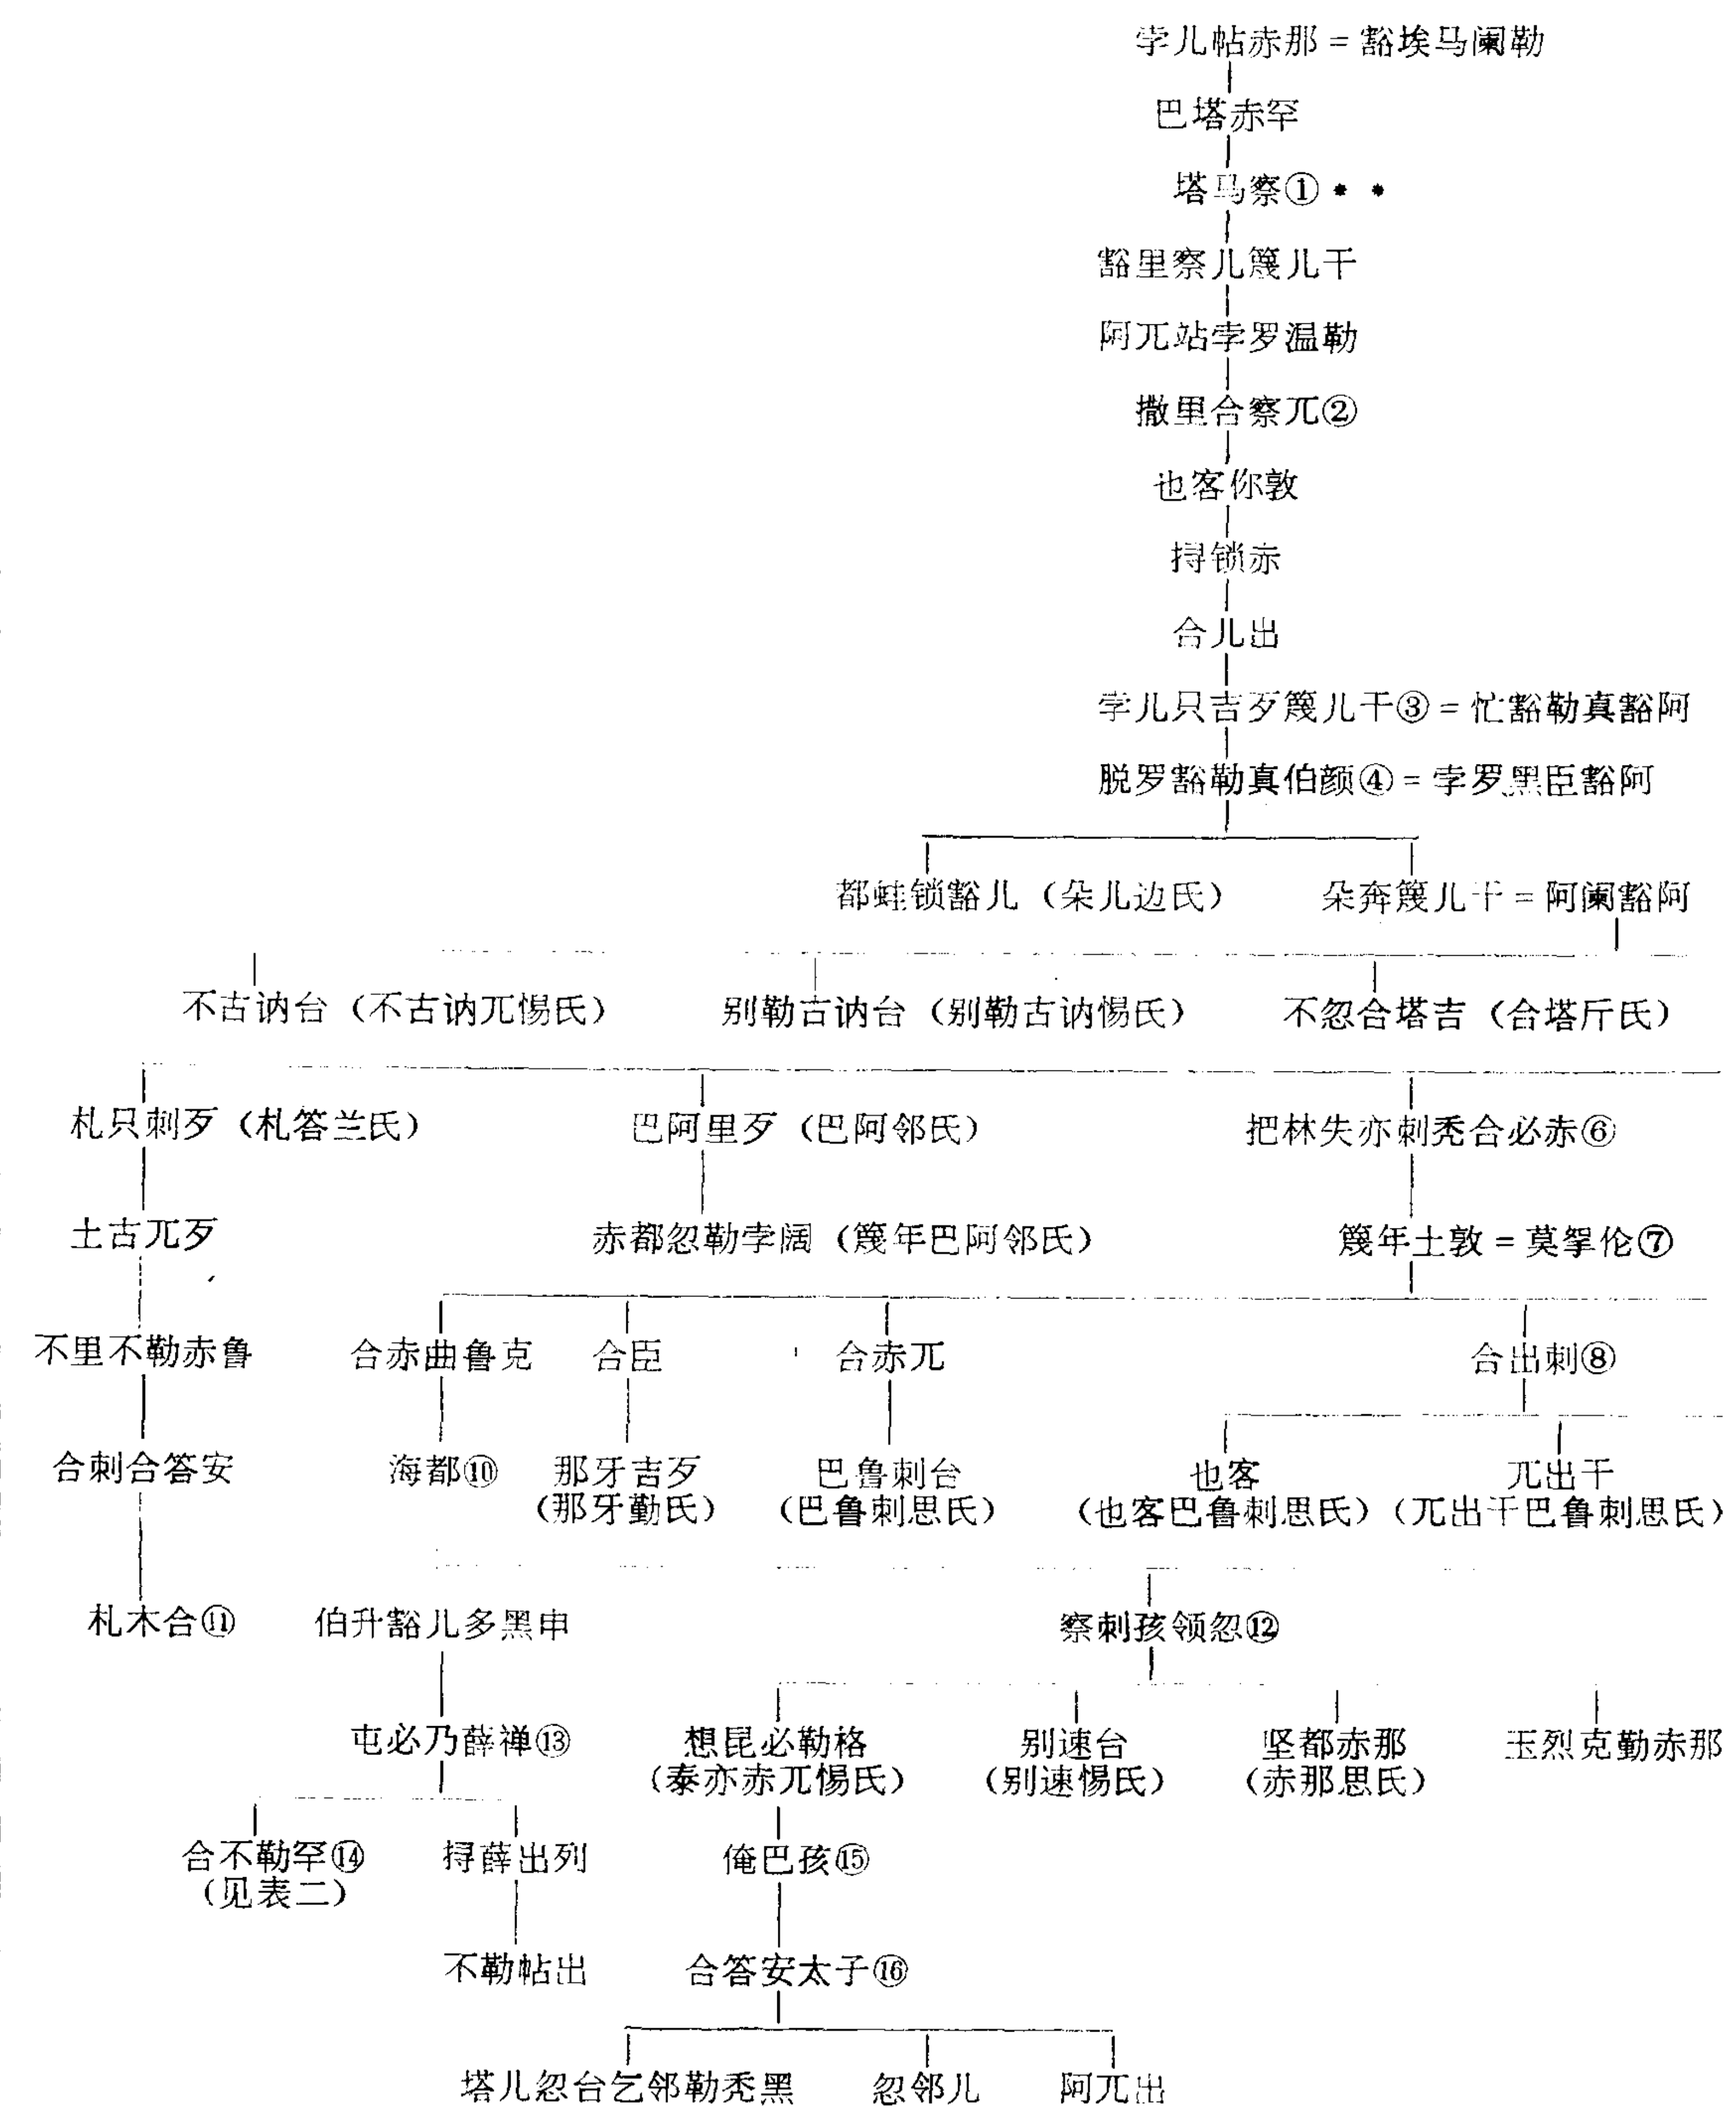 孛儿帖赤那＝豁埃马阑勒
巴塔赤罕
塔马察①＊＊
豁里察儿篾儿干
阿兀站孛罗温勒
撒里合察兀②
也客你敦
挦锁赤
合儿出
孛儿只吉歹篾儿干③＝忙豁勒真豁阿
脱罗豁勒真伯颜④＝孛罗黑臣豁阿
都蛙锁豁儿（朵儿边氏） 朵奔篾儿干＝阿阑豁阿
不古讷台（不古讷兀惕氏） 别勒古讷台（别勒古讷惕氏） 不忽合塔吉（合塔斤氏）
札只剌歹（札答兰氏） 巴阿里歹（巴阿邻氏） 把林失亦剌秃合必赤⑥
土古兀歹 赤都忽勒孛阔（篾年巴阿邻氏） 篾年土敦＝莫挐伦⑦
不里不勒赤鲁 合赤曲鲁克 合臣 合赤兀 合出剌⑧
合剌合答安 海都⑩ 那牙吉歹 巴鲁剌台 也客 兀出干
（那牙勤氏） （巴鲁剌思氏） （也客巴鲁剌思氏） （兀出干巴鲁剌思氏）
札木合⑪ 伯升豁儿多黑申 察剌孩领忽⑫
屯必乃薛禅⑬ 想昆必勒格 别速台 坚都赤那 玉烈克勤赤那
（泰亦赤兀惕氏） （别速惕氏） （赤那思氏）
合不勒罕⑭ 挦薛出列 俺巴孩⑮
（见表二）
不勒帖出 合答安太子⑯
塔儿忽台乞邻勒秃黑 忽邻儿 阿兀出